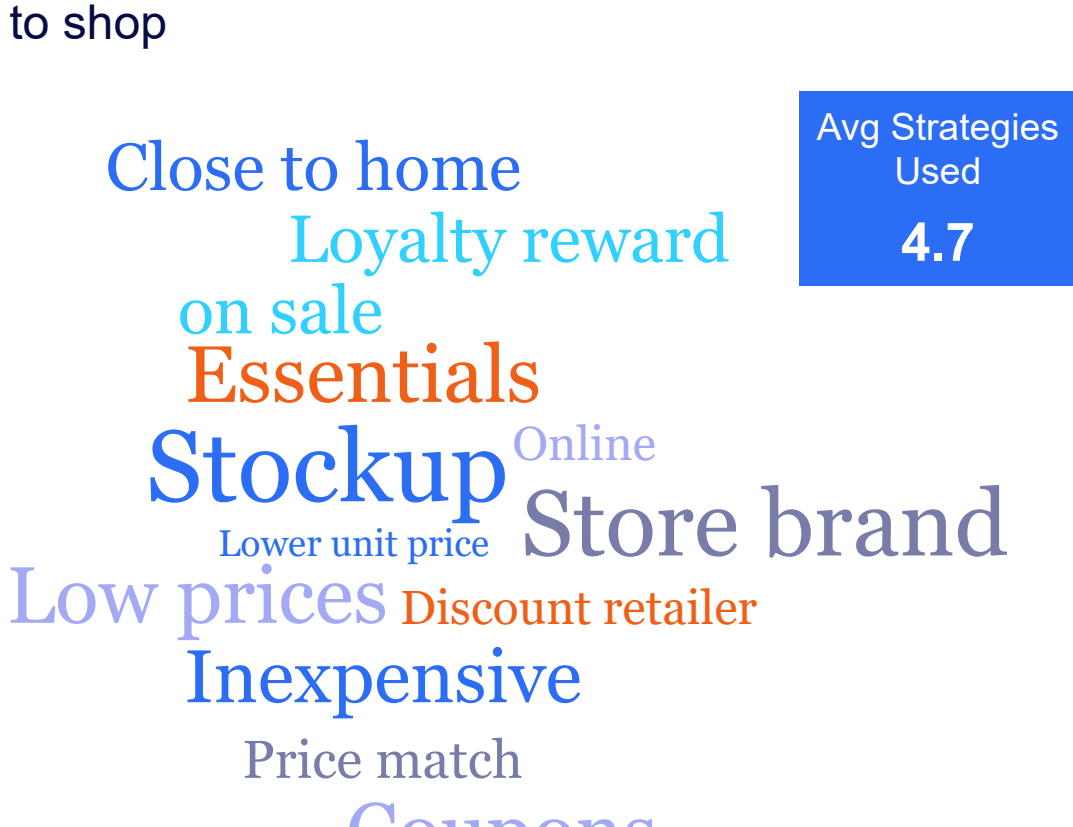 to shop
Avg Strategies
Used
4.7
Close to home
Loyalty reward
on sale
Essentials
Stockup
Online
Store brand
Lower unit price
Low prices
Discount retailer
Inexpensive
Price match
Coupons